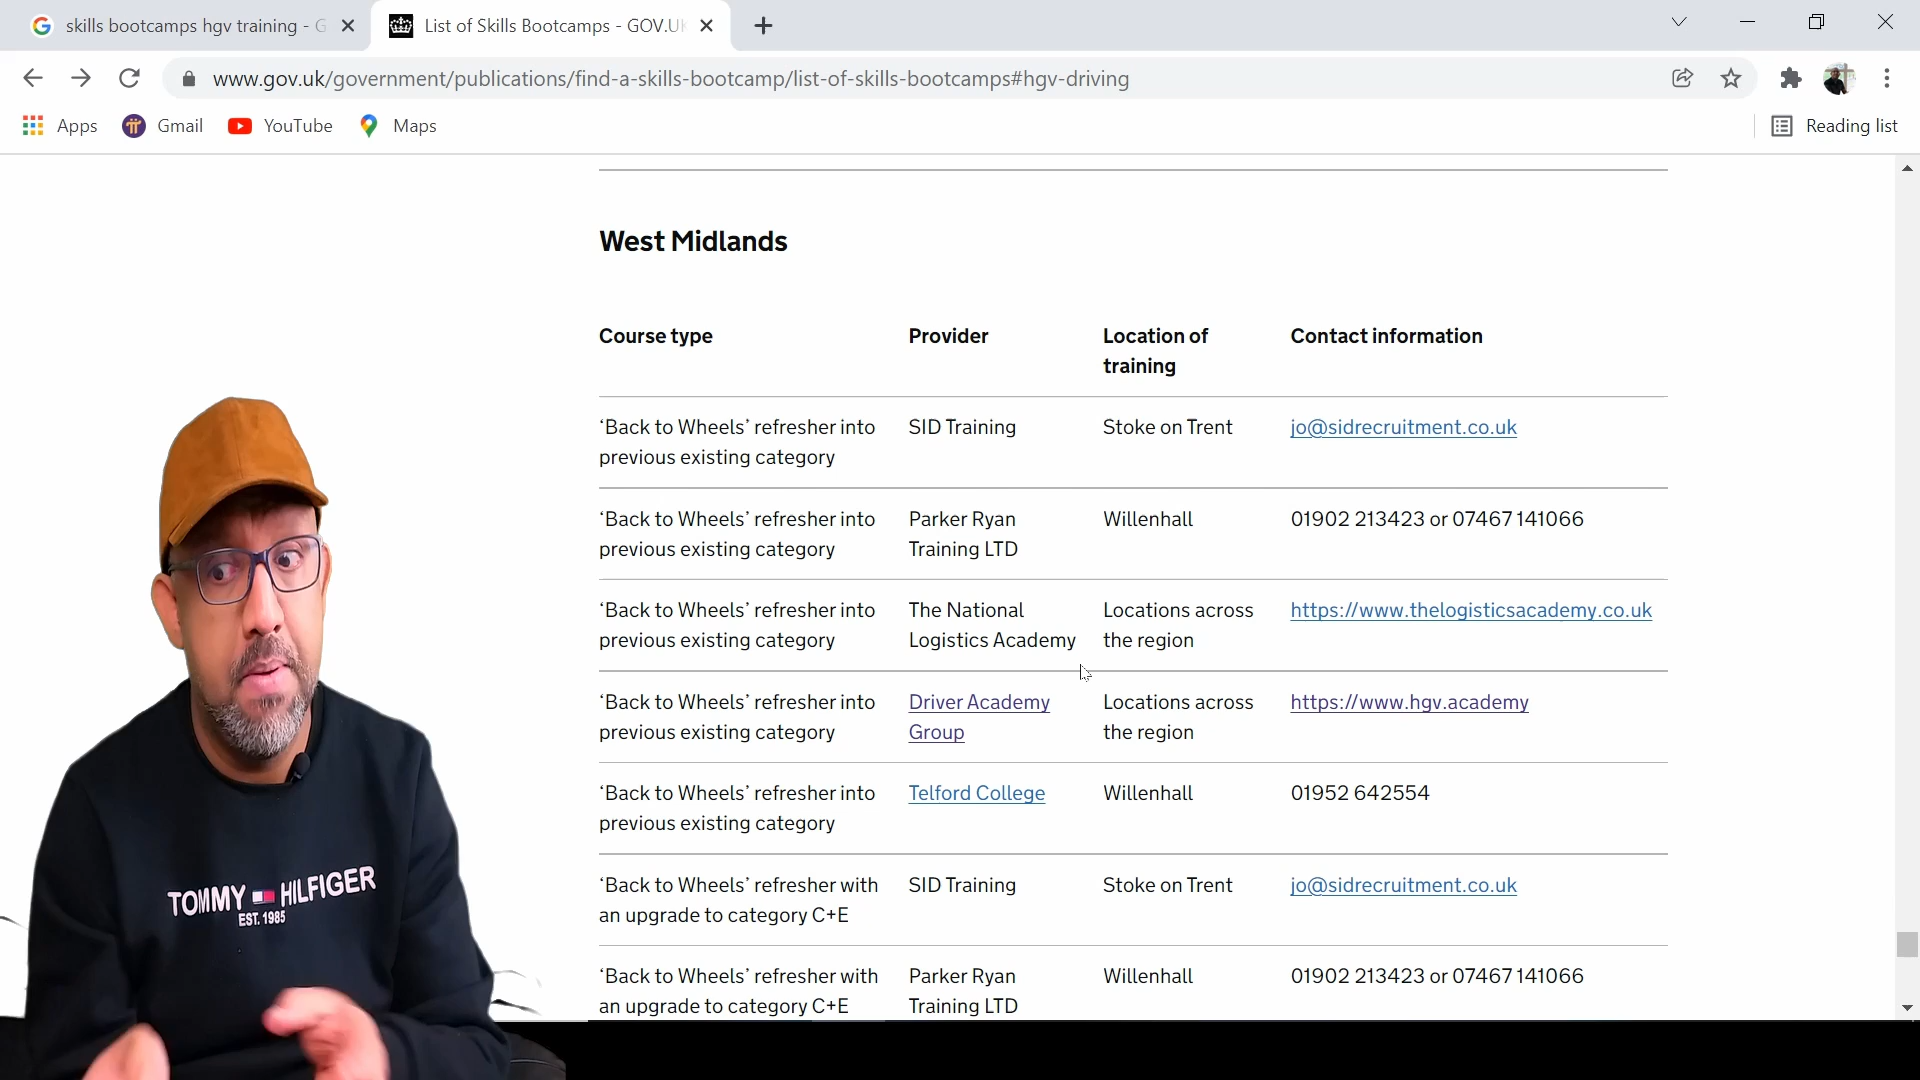 skills bootcamps hgv training - G
List of Skills Bootcamps - GOV.UK
www.gov.uk/government/publications/find-a-skills-bootcamp/list-of-skills-bootcamps#hgv-driving
Apps
Gmail
YouTube
Maps
Reading list
West Midlands
Course type
Provider
Location of
training
Contact information
‘Back to Wheels’ refresher into
previous existing category
SID Training
Stoke on Trent
jo@sidrecruitment.co.uk
‘Back to Wheels’ refresher into
previous existing category
Parker Ryan
Training LTD
Willenhall
01902 213423 or 07467 141066
‘Back to Wheels’ refresher into
previous existing category
The National
Logistics Academy
Locations across
the region
https://www.thelogisticsacademy.co.uk
‘Back to Wheels’ refresher into
previous existing category
Driver Academy
Group
Locations across
the region
https://www.hgv.academy
‘Back to Wheels’ refresher into
previous existing category
Telford College
Willenhall
01952 642554
‘Back to Wheels’ refresher with
an upgrade to category C+E
SID Training
Stoke on Trent
jo@sidrecruitment.co.uk
‘Back to Wheels’ refresher with
an upgrade to category C+E
Parker Ryan
Training LTD
Willenhall
01902 213423 or 07467 141066
TOMMY HILFIGER
EST. 1985